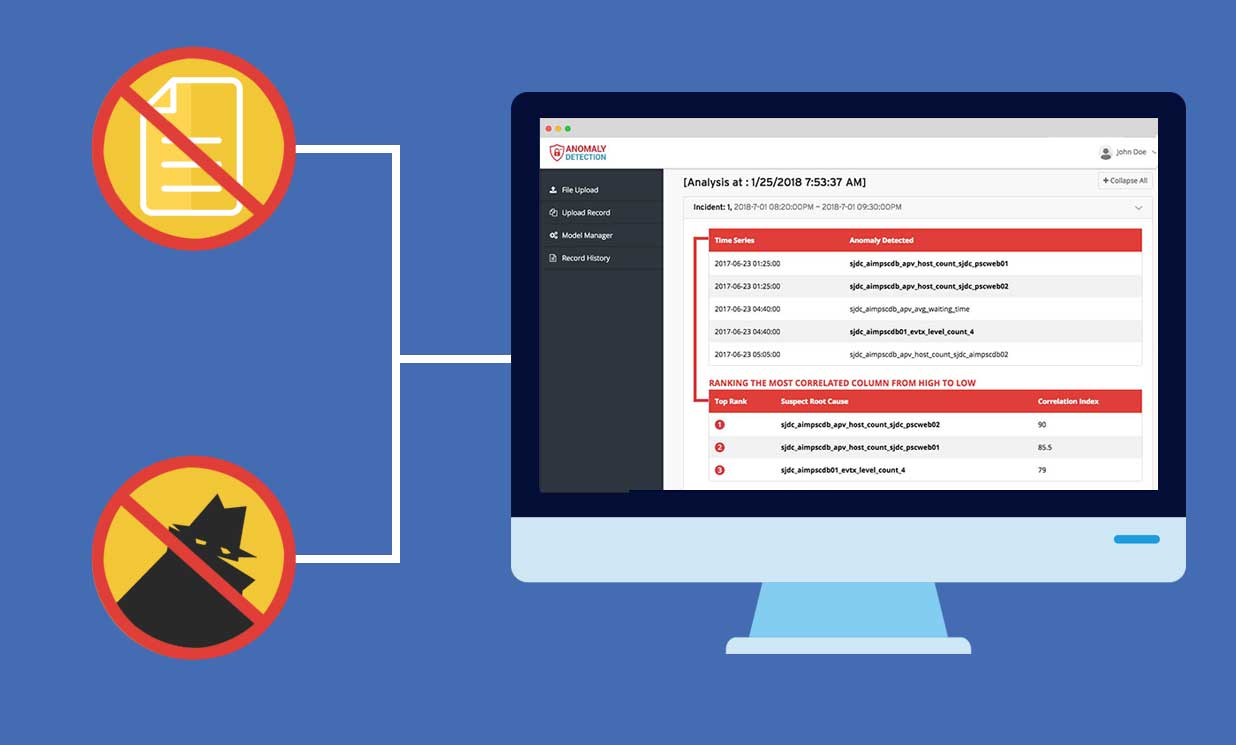 ANOMALY
DETECTION
John Doe
File Upload
Upload Record
Model Manager
Record History
[Analysis at : 1/25/2018 7:53:37 AM]
+ Collapse All
Incident: 1, 2018-7-01 08:20:00PM ~ 2018-7-01 09:30:00PM
Time Series Anomaly Detected
2017-06-23 01:25:00 sjdc_aimpscdb_apv_host_count_sjdc_pscweb01
2017-06-23 01:25:00 sjdc_aimpscdb_apv_host_count_sjdc_pscweb02
2017-06-23 04:40:00 sjdc_aimpscdb_apv_avg_waiting_time
2017-06-23 04:40:00 sjdc_aimpscdb01_evtx_level_count_4
2017-06-23 05:05:00 sjdc_aimpscdb_apv_host_count_sjdc_aimpscdb02
RANKING THE MOST CORRELATED COLUMN FROM HIGH TO LOW
Top Rank Suspect Root Cause Correlation Index
1 sjdc_aimpscdb_apv_host_count_sjdc_pscweb02 90
2 sjdc_aimpscdb_apv_host_count_sjdc_pscweb01 85.5
3 sjdc_aimpscdb01_evtx_level_count_4 79